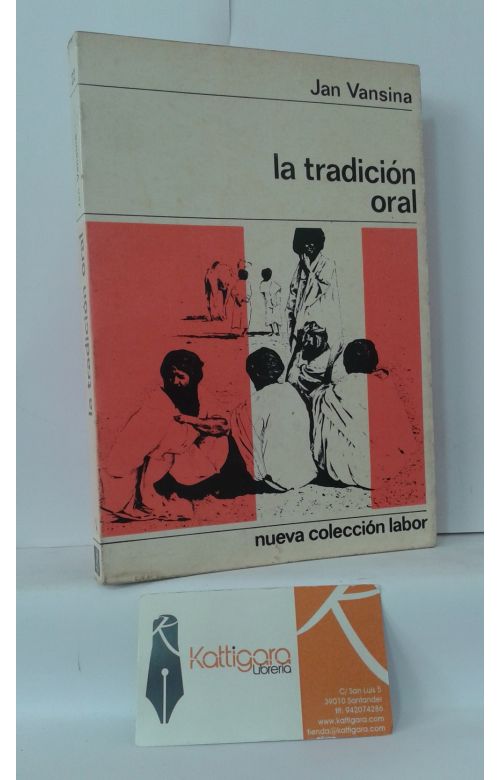 Jan Vansina
la tradición
oral
la tradición oral
nueva colección labor
Kattigara
Librería
C/ San Luis 5
39010 Santander
tlf. 942074286
www.kattigara.com
tienda@kattigara.com